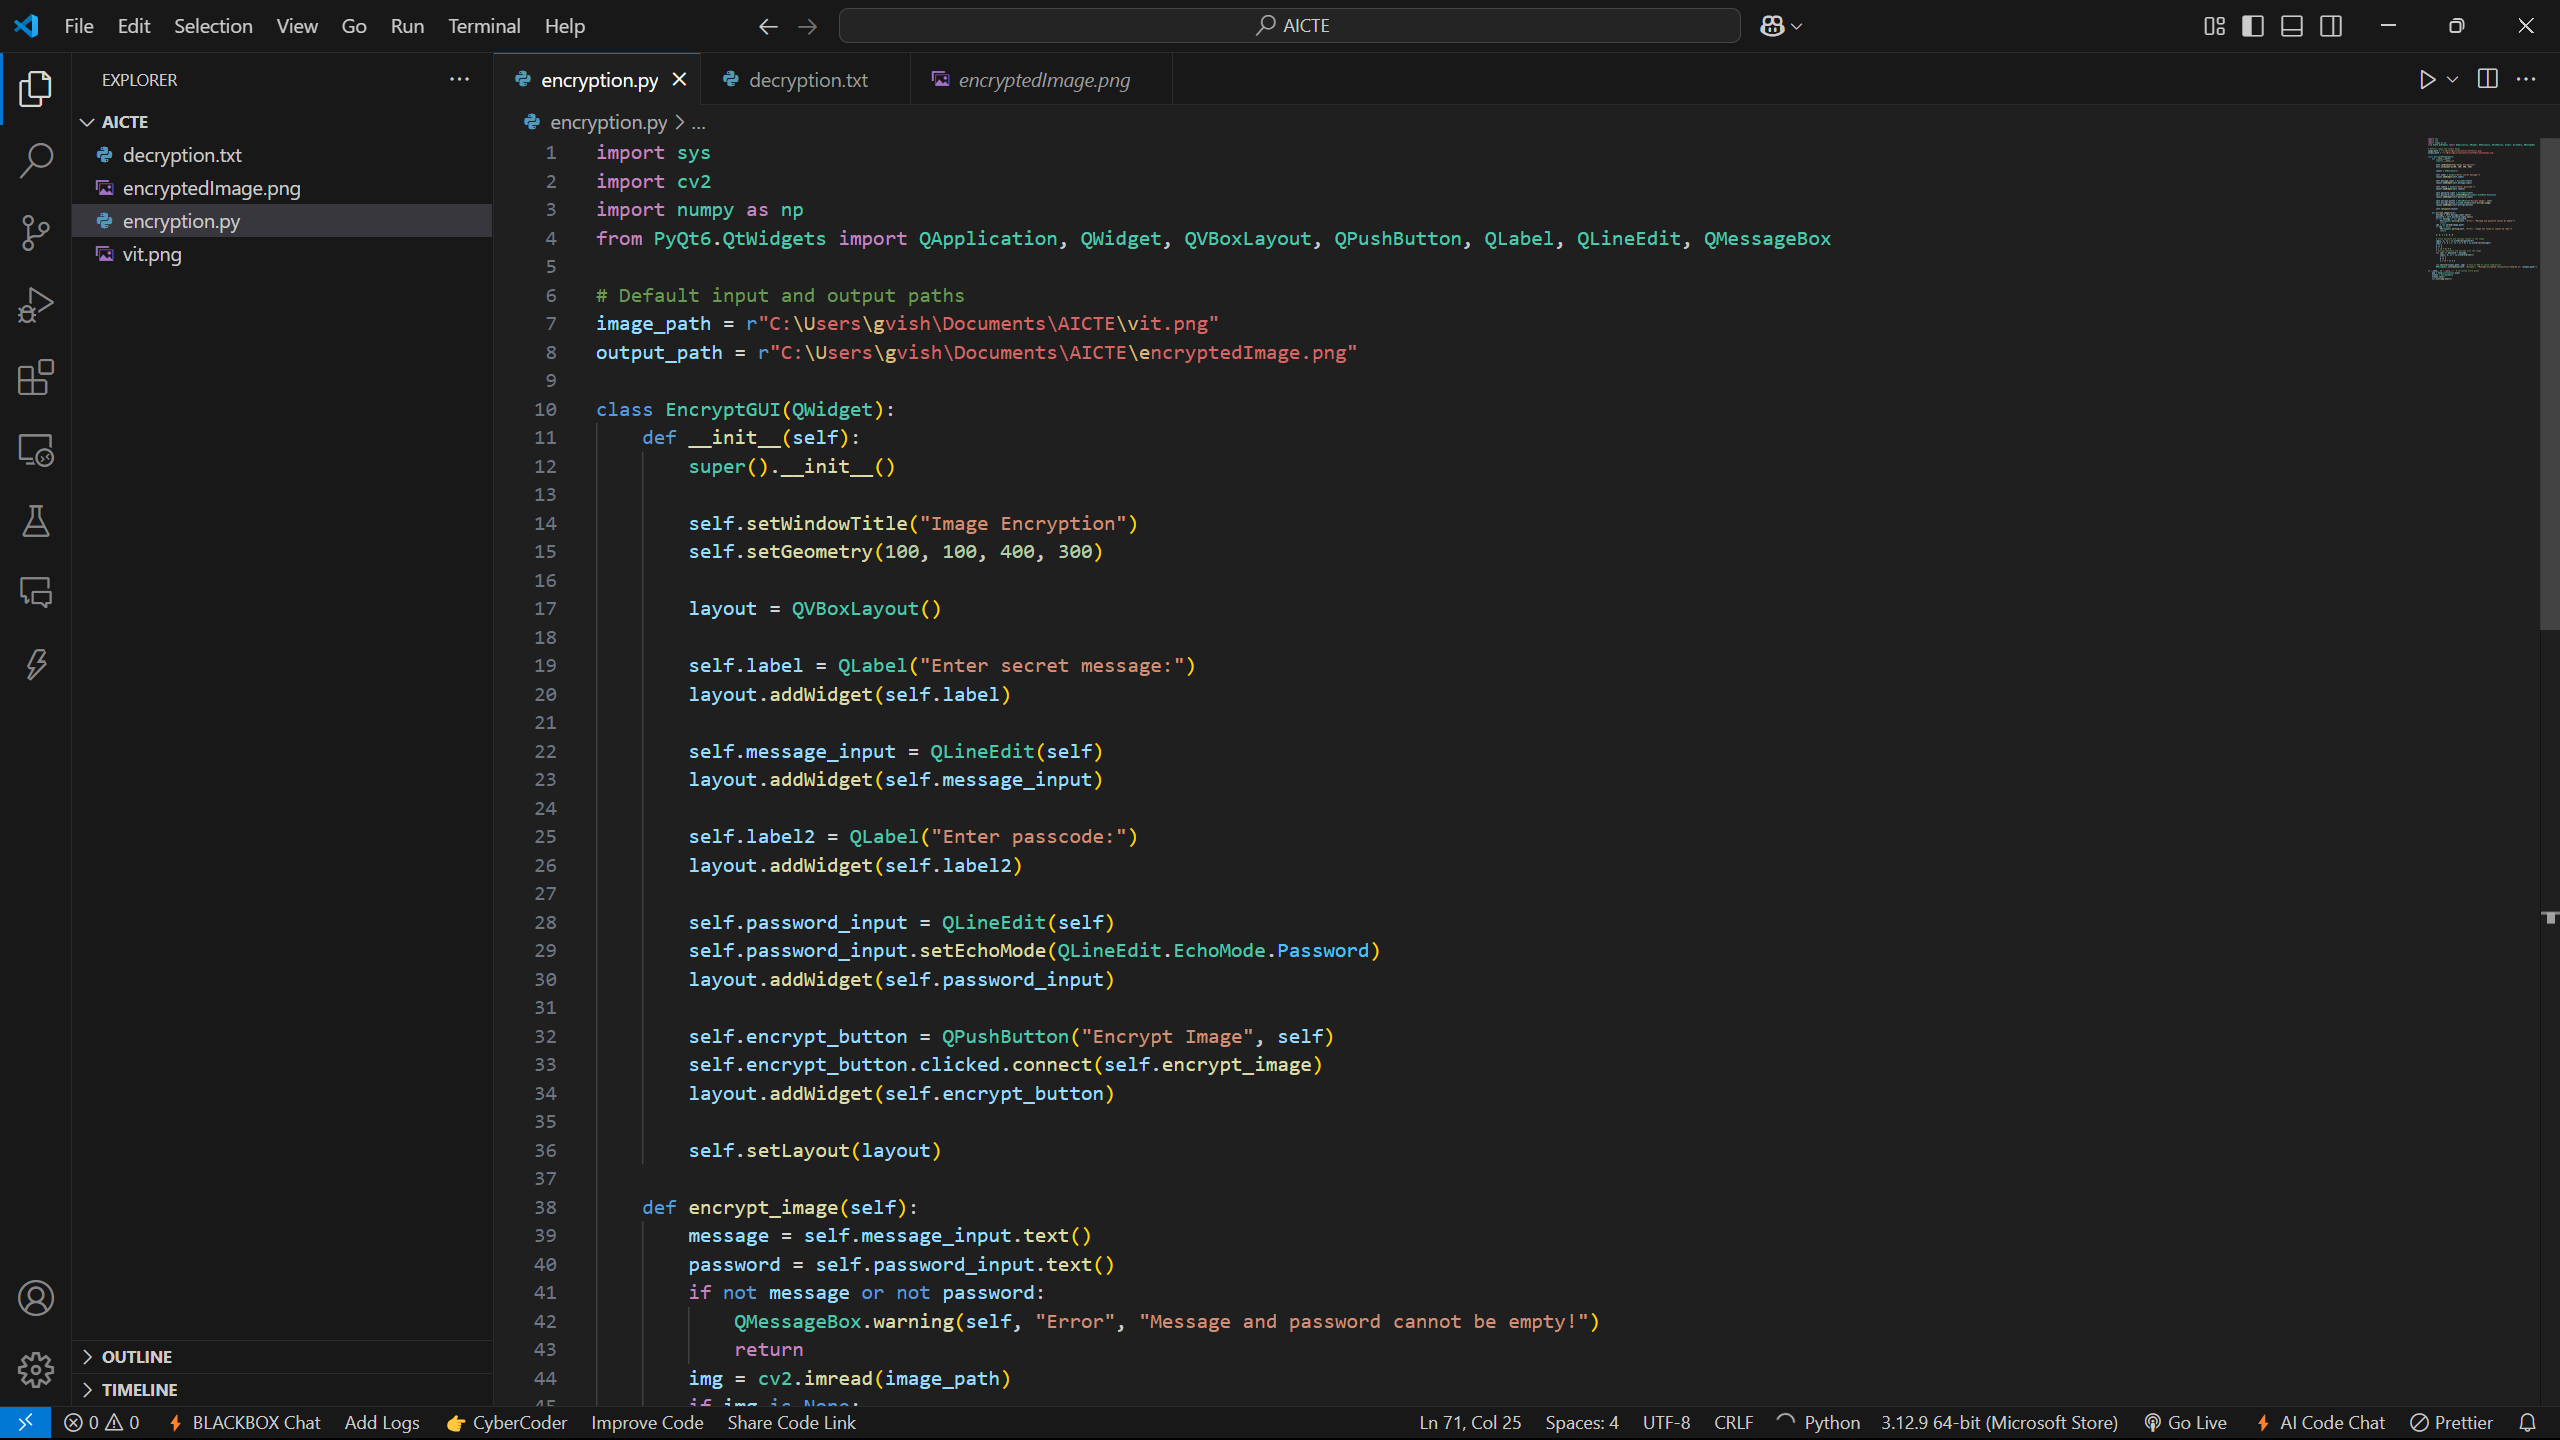 File Edit Selection View Go Run Terminal Help
AICTE
EXPLORER
AICTE
decryption.txt
encryptedImage.png
encryption.py
vit.png
OUTLINE
TIMELINE
encryption.py decryption.txt encryptedImage.png
encryption.py > ...
1 import sys
2 import cv2
3 import numpy as np
4 from PyQt6.QtWidgets import QApplication, QWidget, QVBoxLayout, QPushButton, QLabel, QLineEdit, QMessageBox
5
6 # Default input and output paths
7 image_path = r"C:\Users\gvish\Documents\AICTE\vit.png"
8 output_path = r"C:\Users\gvish\Documents\AICTE\encryptedImage.png"
9
10 class EncryptGUI(QWidget):
11     def __init__(self):
12         super().__init__()
13
14         self.setWindowTitle("Image Encryption")
15         self.setGeometry(100, 100, 400, 300)
16
17         layout = QVBoxLayout()
18
19         self.label = QLabel("Enter secret message:")
20         layout.addWidget(self.label)
21
22         self.message_input = QLineEdit(self)
23         layout.addWidget(self.message_input)
24
25         self.label2 = QLabel("Enter passcode:")
26         layout.addWidget(self.label2)
27
28         self.password_input = QLineEdit(self)
29         self.password_input.setEchoMode(QLineEdit.EchoMode.Password)
30         layout.addWidget(self.password_input)
31
32         self.encrypt_button = QPushButton("Encrypt Image", self)
33         self.encrypt_button.clicked.connect(self.encrypt_image)
34         layout.addWidget(self.encrypt_button)
35
36         self.setLayout(layout)
37
38     def encrypt_image(self):
39         message = self.message_input.text()
40         password = self.password_input.text()
41         if not message or not password:
42             QMessageBox.warning(self, "Error", "Message and password cannot be empty!")
43             return
44         img = cv2.imread(image_path)
45         if img is None:
0 0 BLACKBOX Chat Add Logs CyberCoder Improve Code Share Code Link Ln 71, Col 25 Spaces: 4 UTF-8 CRLF Python 3.12.9 64-bit (Microsoft Store) Go Live AI Code Chat Prettier